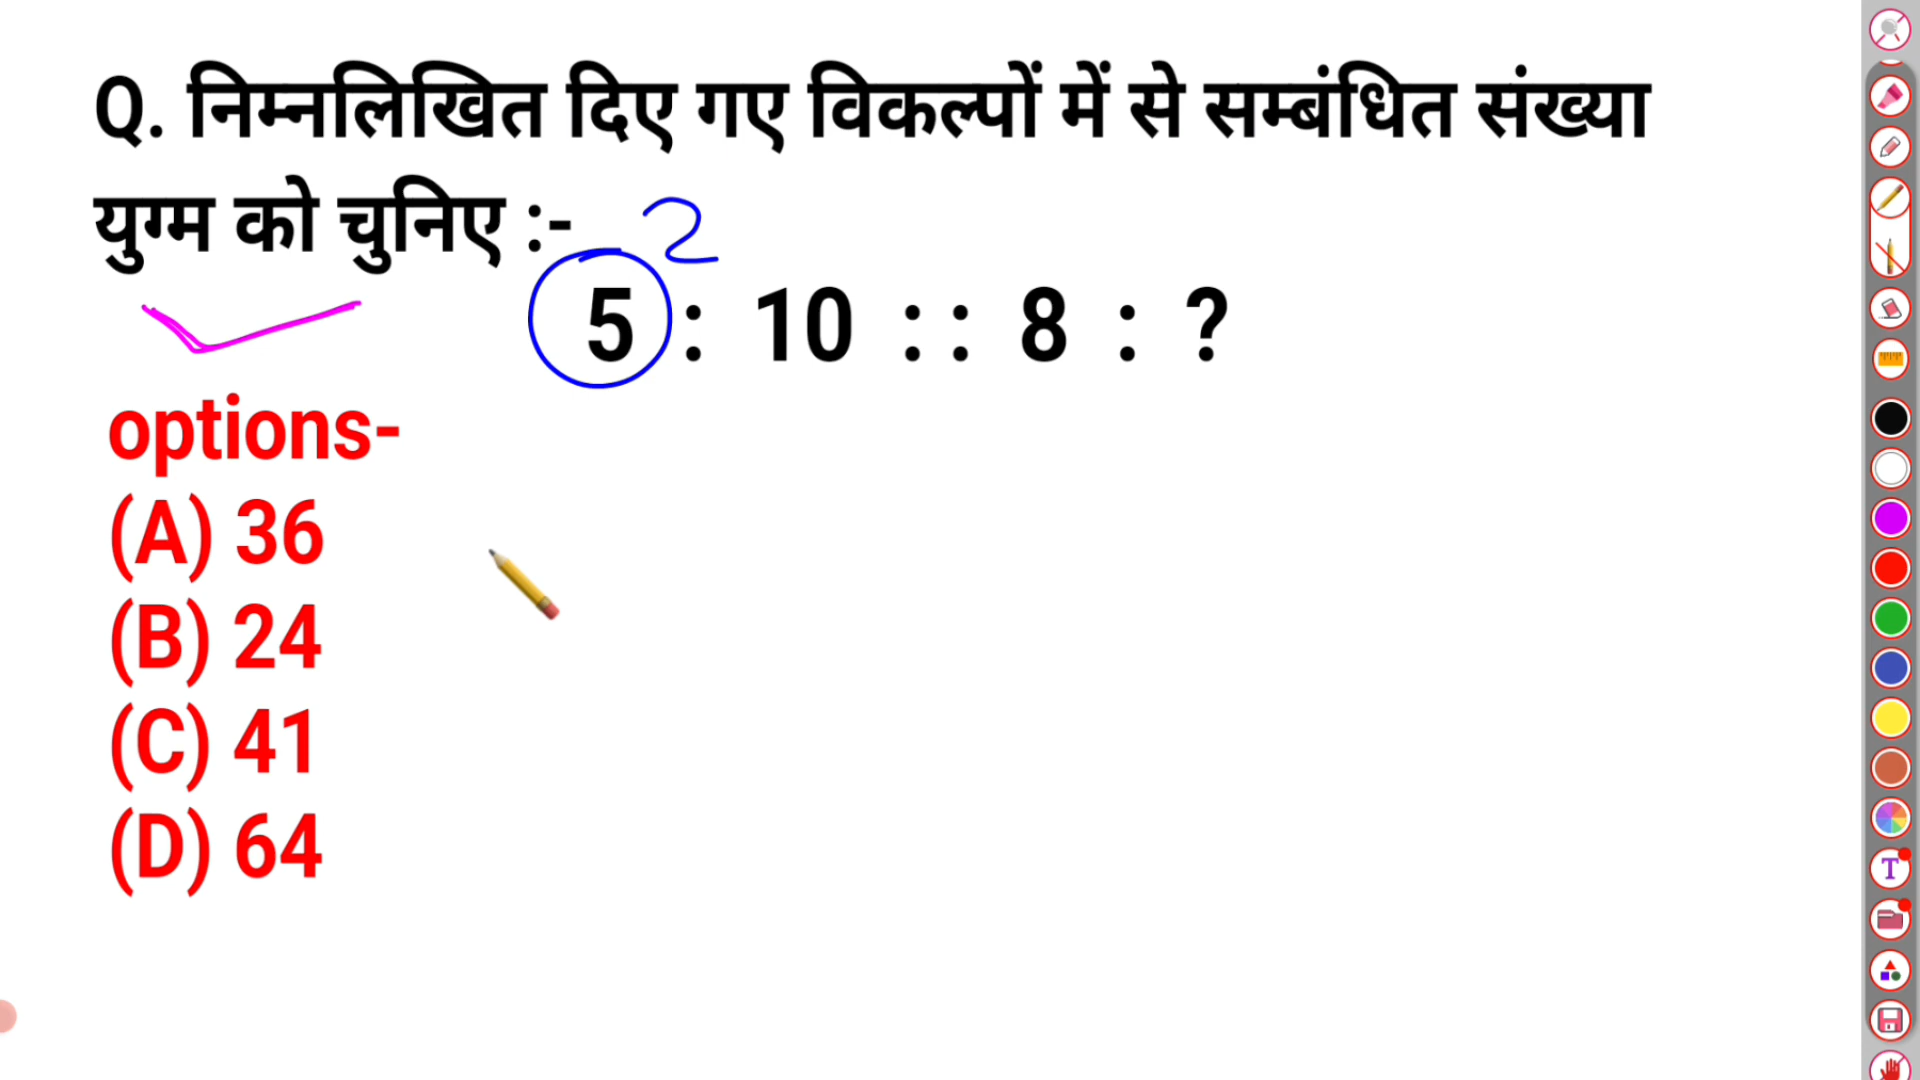 Q. निम्नलिखित दिए गए विकल्पों में से सम्बंधित संख्या
युग्म को चुनिए :-
2
5 : 10 : : 8 : ?
options-
(A) 36
(B) 24
(C) 41
(D) 64
T